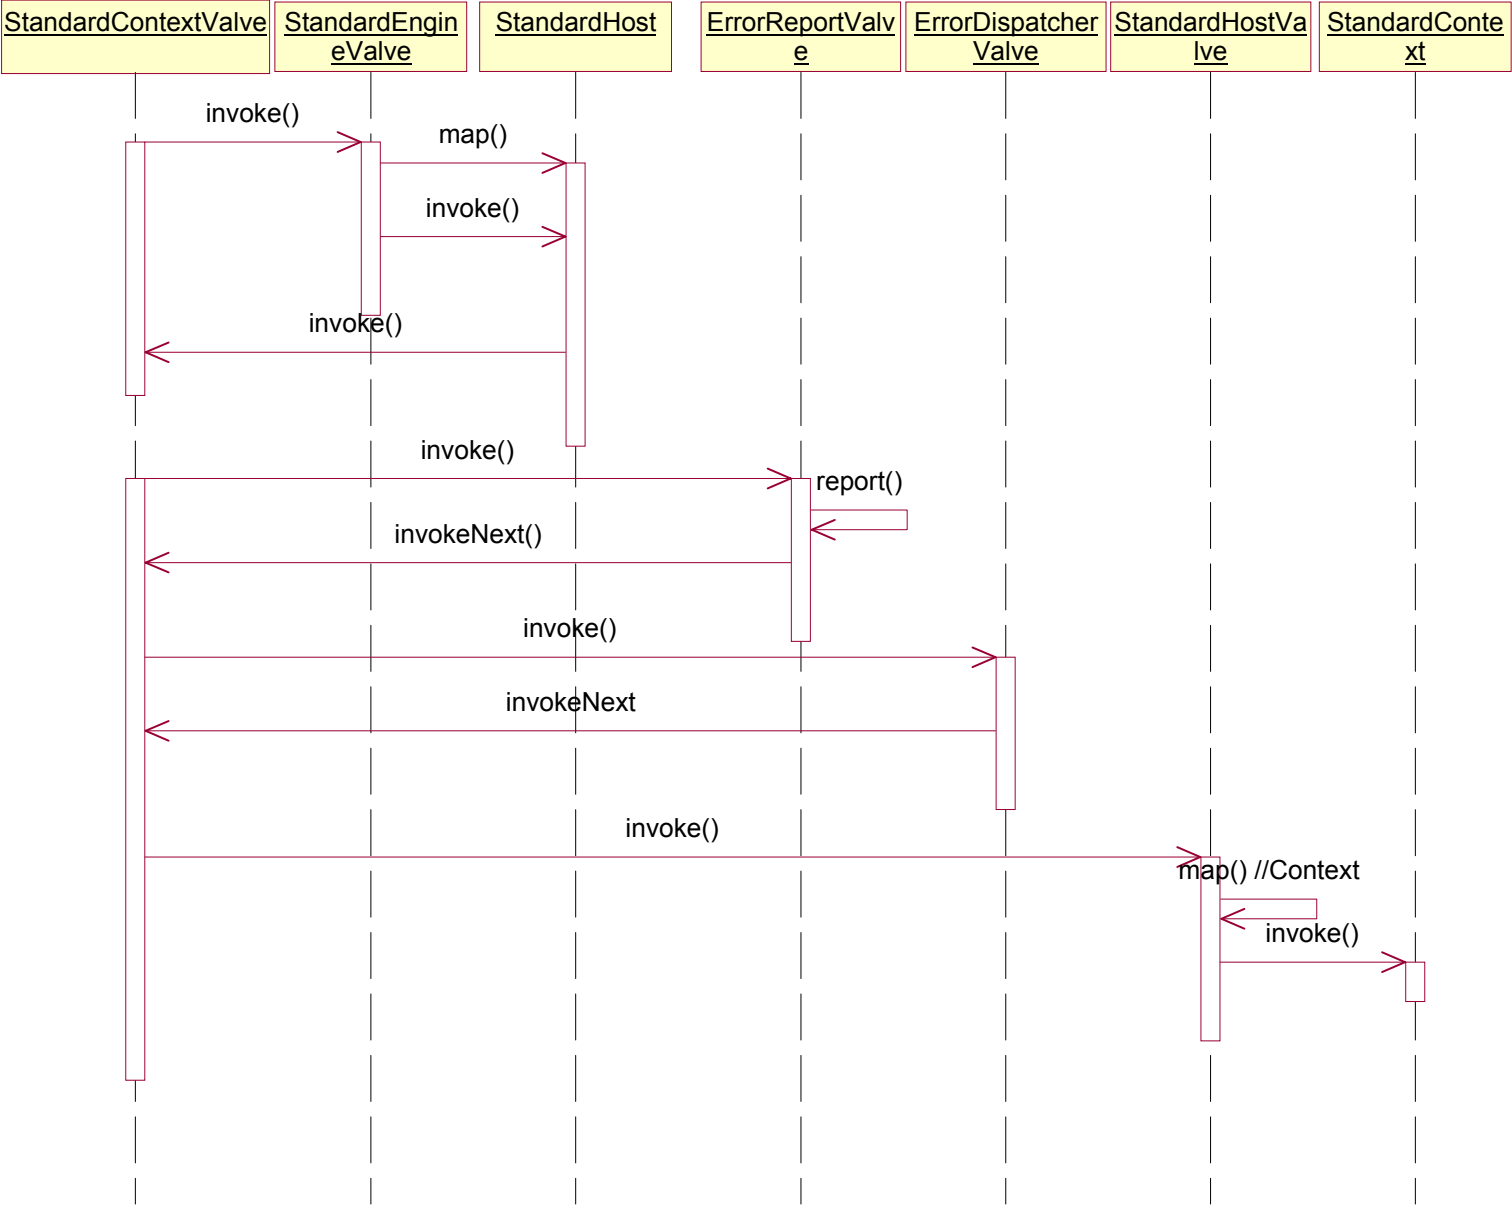 StandardContextValve
StandardEngin
eValve
StandardHost
ErrorReportValv
e
ErrorDispatcher
Valve
StandardHostVa
lve
StandardConte
xt
invoke()
map()
invoke()
invoke()
invoke()
report()
invokeNext()
invoke()
invokeNext
invoke()
map() //Context
invoke()